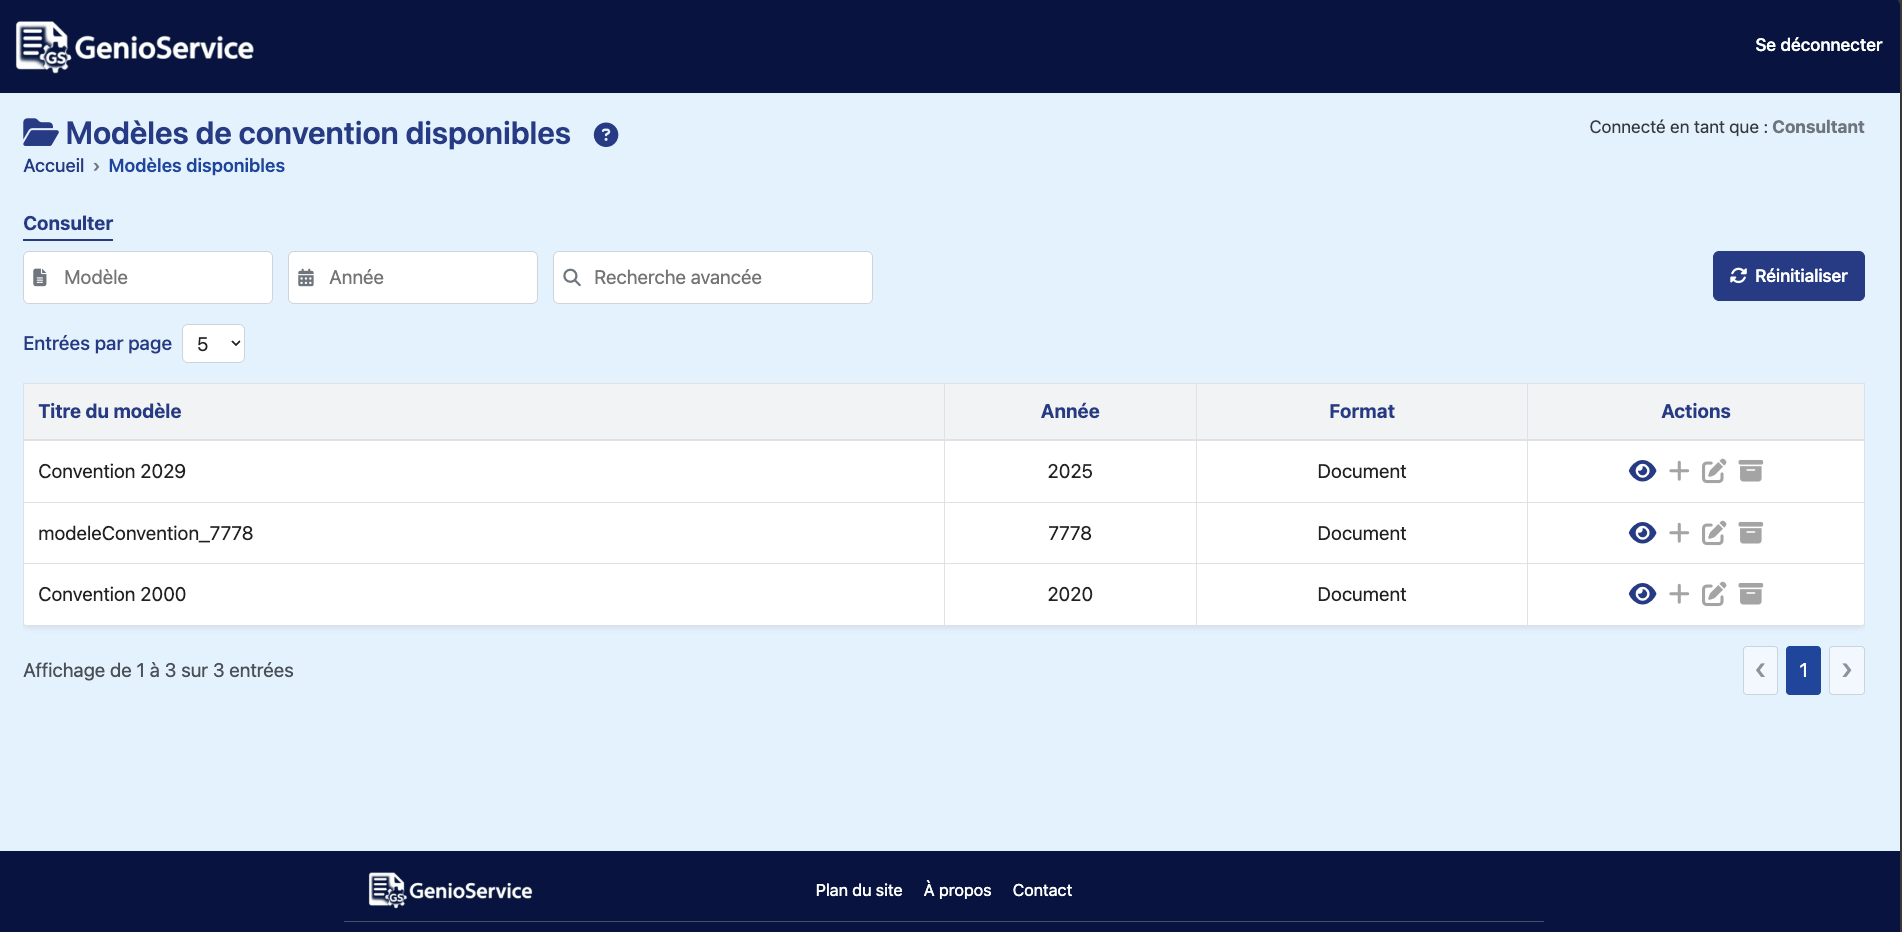 GS GenioService
Se déconnecter
Modèles de convention disponibles ?
Connecté en tant que : Consultant
Accueil › Modèles disponibles
Consulter
Modèle Année Recherche avancée Réinitialiser
Entrées par page 5
Titre du modèle Année Format Actions
Convention 2029 2025 Document
modeleConvention_7778 7778 Document
Convention 2000 2020 Document
Affichage de 1 à 3 sur 3 entrées ‹ 1 ›
GS GenioService Plan du site À propos Contact